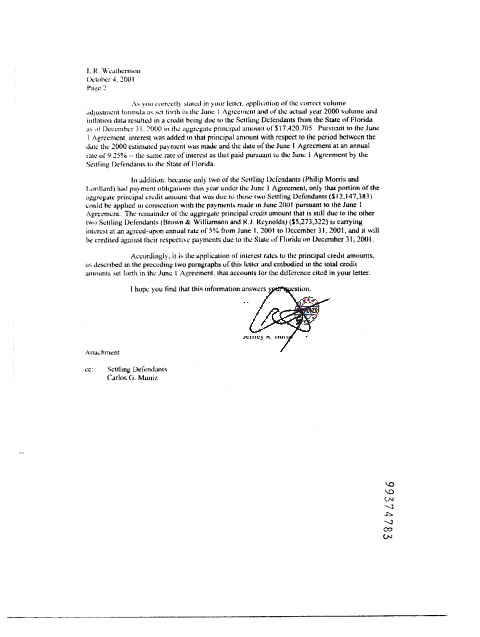 J. R. Weathermon
October 4, 2001
Page 2
As you correctly stated in your letter, application of the correct volume
adjustment formula as set forth in the June 1 Agreement and of the actual year 2000 volume and
inflation data resulted in a credit being due to the Settling Defendants from the State of Florida
as of December 31, 2000 in the aggregate principal amount of $17,420,705. Pursuant to the June
1 Agreement, interest was added to that principal amount with respect to the period between the
date the 2000 estimated payment was made and the date of the June 1 Agreement at an annual
rate of 9.25% – the same rate of interest as that paid pursuant to the June 1 Agreement by the
Settling Defendants to the State of Florida.
In addition, because only two of the Settling Defendants (Philip Morris and
Lorillard) had payment obligations this year under the June 1 Agreement, only that portion of the
aggregate principal credit amount that was due to those two Settling Defendants ($12,147,383)
could be applied in connection with the payments made in June 2001 pursuant to the June 1
Agreement. The remainder of the aggregate principal credit amount that is still due to the other
two Settling Defendants (Brown & Williamson and R.J. Reynolds) ($5,273,322) is carrying
interest at an agreed-upon annual rate of 5% from June 1, 2001 to December 31, 2001, and it will
be credited against their respective payments due to the State of Florida on December 31, 2001.
Accordingly, it is the application of interest rates to the principal credit amounts,
as described in the preceding two paragraphs of this letter and embodied in the total credit
amounts set forth in the June 1 Agreement, that accounts for the difference cited in your letter.
I hope you find that this information answers your question.
Jeffrey
Attachment
cc: Settling Defendants
Carlos G. Muniz
99374783